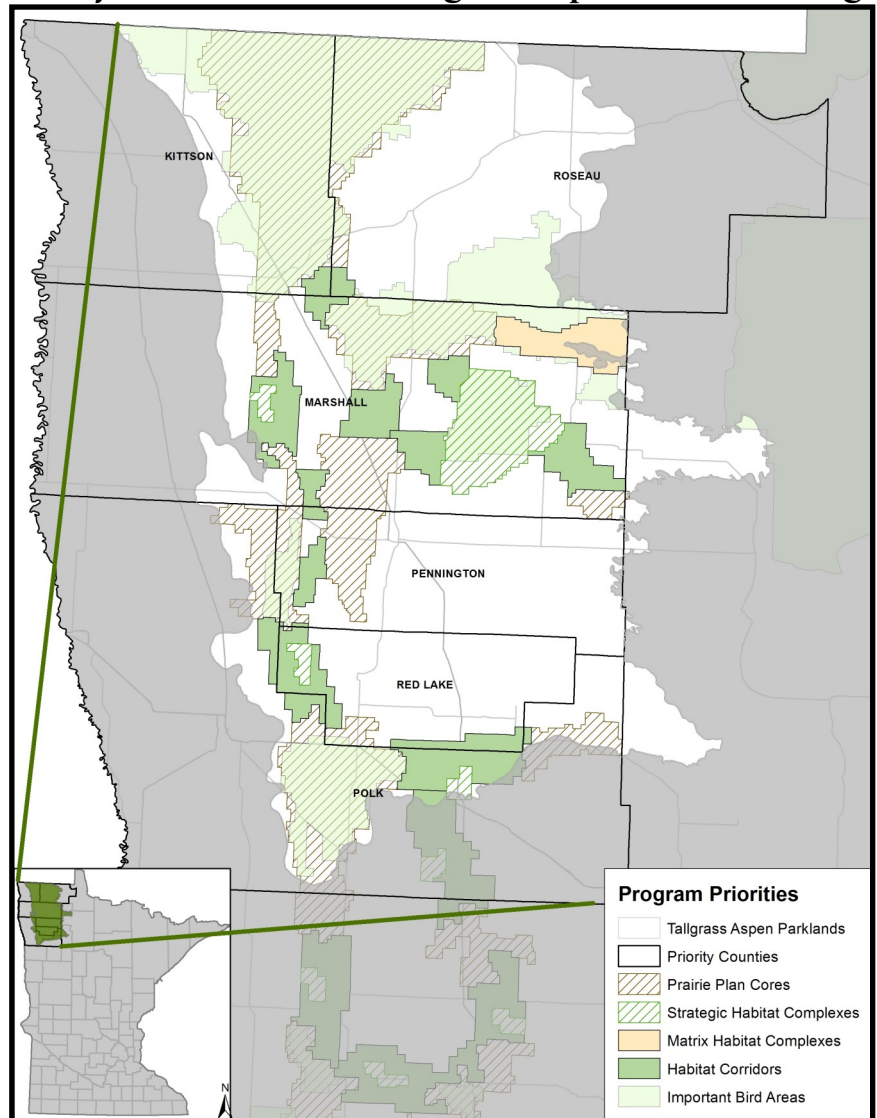 KITTSON
ROSEAU
MARSHALL
PENNINGTON
RED LAKE
POLK
N
Program Priorities
Tallgrass Aspen Parklands
Priority Counties
Prairie Plan Cores
Strategic Habitat Complexes
Matrix Habitat Complexes
Habitat Corridors
Important Bird Areas